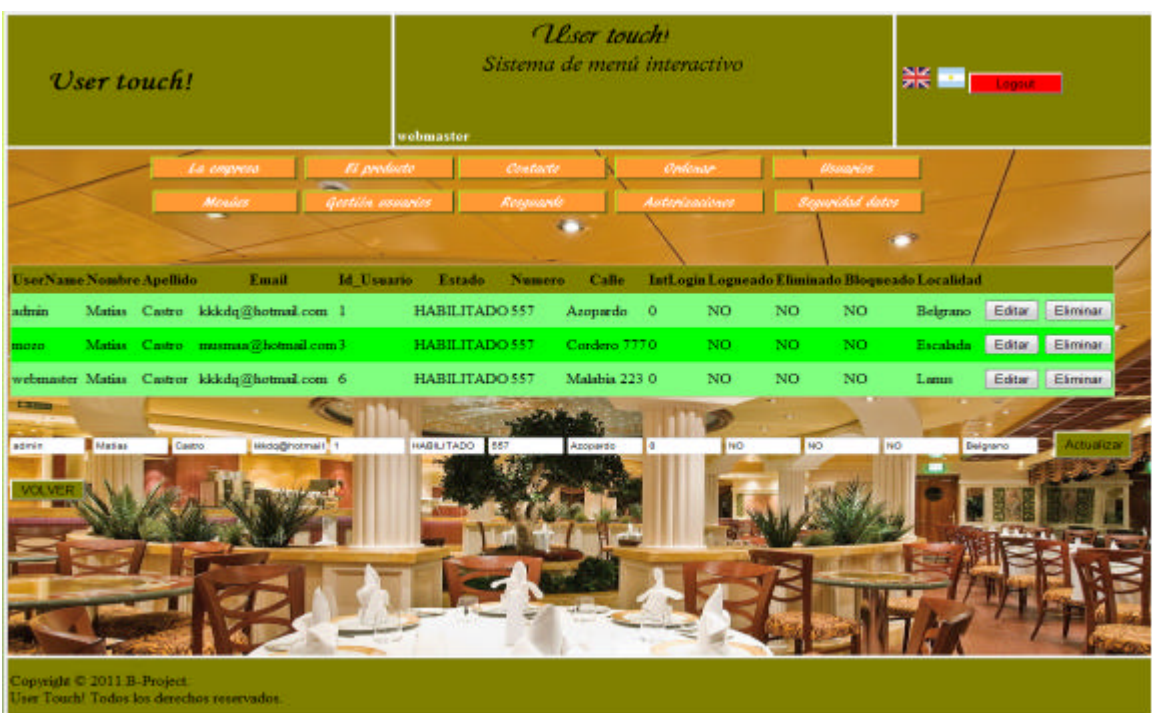 User touch!
User touch!
Sistema de menú interactivo
webmaster
Logout
La empresa El producto Contacto Ordenar Usuarios
Menúes Gestión usuarios Resguardo Autorizaciones Seguridad datos
UserName Nombre Apellido Email Id_Usuario Estado Numero Calle IntLogin Logueado Eliminado Bloqueado Localidad
admin Matias Castro kkkdq@hotmail.com 1 HABILITADO 557 Azopardo 0 NO NO NO Belgrano Editar Eliminar
mozo Matias Castro musmaa@hotmail.com 3 HABILITADO 557 Cordero 777 0 NO NO NO Escalada Editar Eliminar
webmaster Matias Castror kkkdq@hotmail.com 6 HABILITADO 557 Malabia 223 0 NO NO NO Lanus Editar Eliminar
admin Matias Castro kkkdq@hotmail. 1 HABILITADO 557 Azopardo 0 NO NO NO Belgrano Actualizar
VOLVER
Copyright © 2011 B-Project.
User Touch! Todos los derechos reservados.